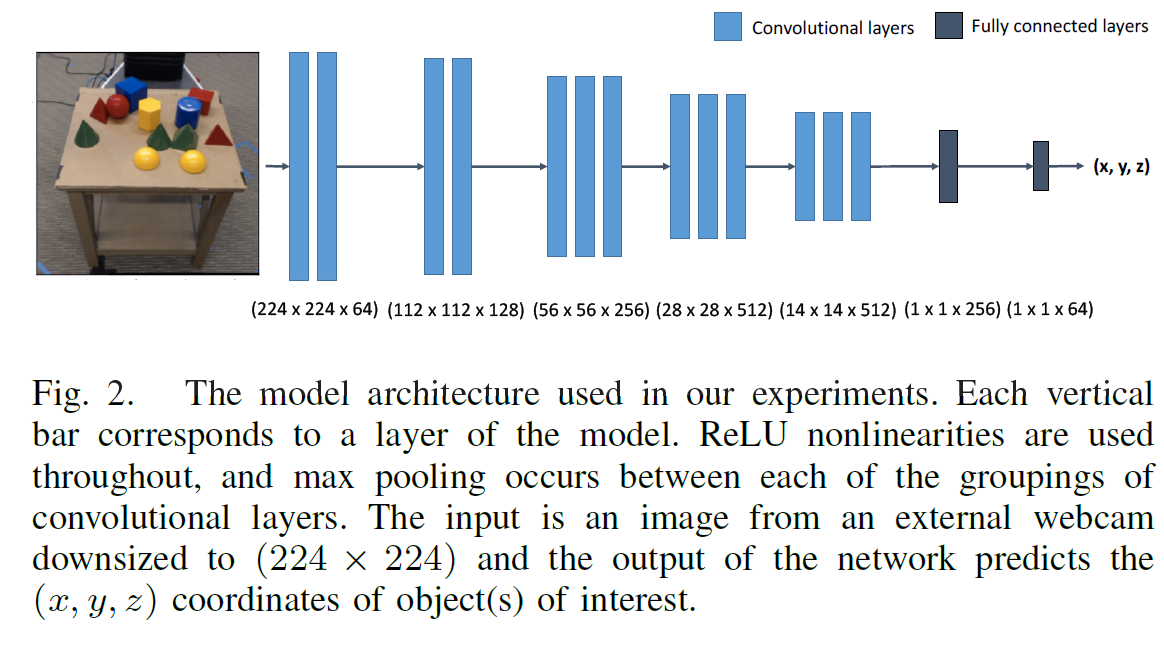 Convolutional layers
Fully connected layers
(x, y, z)
(224 x 224 x 64) (112 x 112 x 128) (56 x 56 x 256) (28 x 28 x 512) (14 x 14 x 512) (1 x 1 x 256) (1 x 1 x 64)
Fig. 2. The model architecture used in our experiments. Each vertical
bar corresponds to a layer of the model. ReLU nonlinearities are used
throughout, and max pooling occurs between each of the groupings of
convolutional layers. The input is an image from an external webcam
downsized to (224 × 224) and the output of the network predicts the
(x, y, z) coordinates of object(s) of interest.